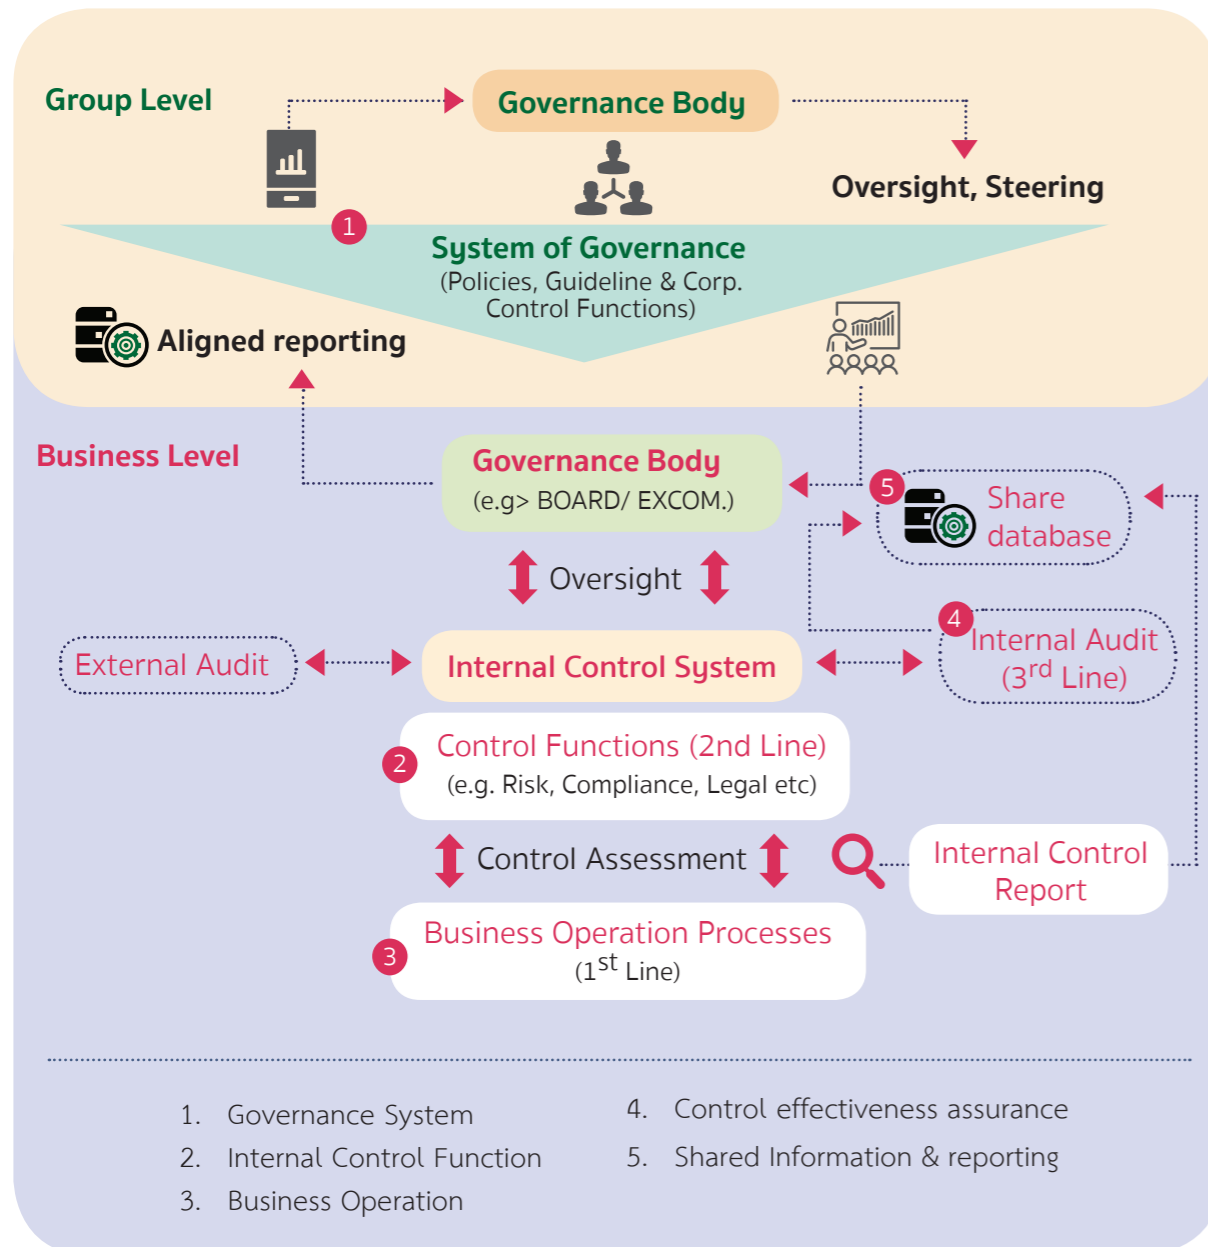 Group Level
Governance Body
Oversight, Steering
1
System of Governance
(Policies, Guideline & Corp.
Control Functions)
Aligned reporting
Business Level
Governance Body
(e.g> BOARD/ EXCOM.)
5
Share
database
Oversight
4
Internal Audit
(3rd Line)
External Audit
Internal Control System
2
Control Functions (2nd Line)
(e.g. Risk, Compliance, Legal etc)
Control Assessment
Internal Control
Report
3
Business Operation Processes
(1st Line)
1. Governance System
2. Internal Control Function
3. Business Operation
4. Control effectiveness assurance
5. Shared Information & reporting